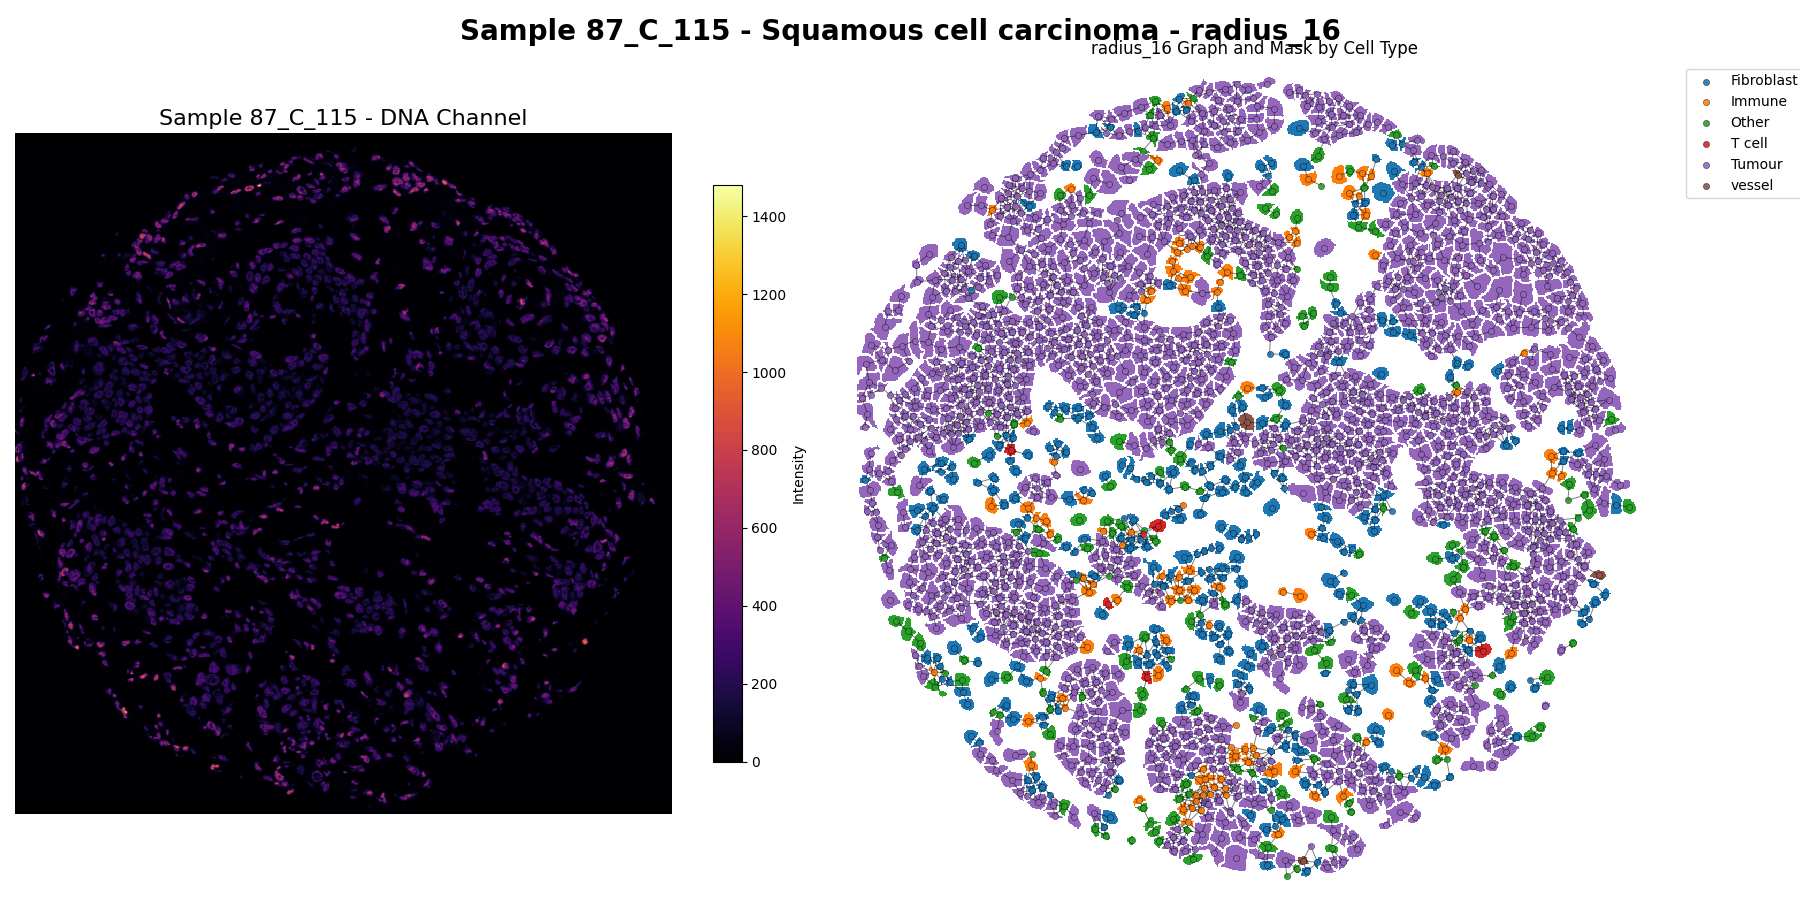 Sample 87_C_115 - Squamous cell carcinoma - radius_16
radius_16 Graph and Mask by Cell Type
Sample 87_C_115 - DNA Channel
1400
1200
1000
800
600
400
200
0
Intensity
Fibroblast
Immune
Other
T cell
Tumour
vessel